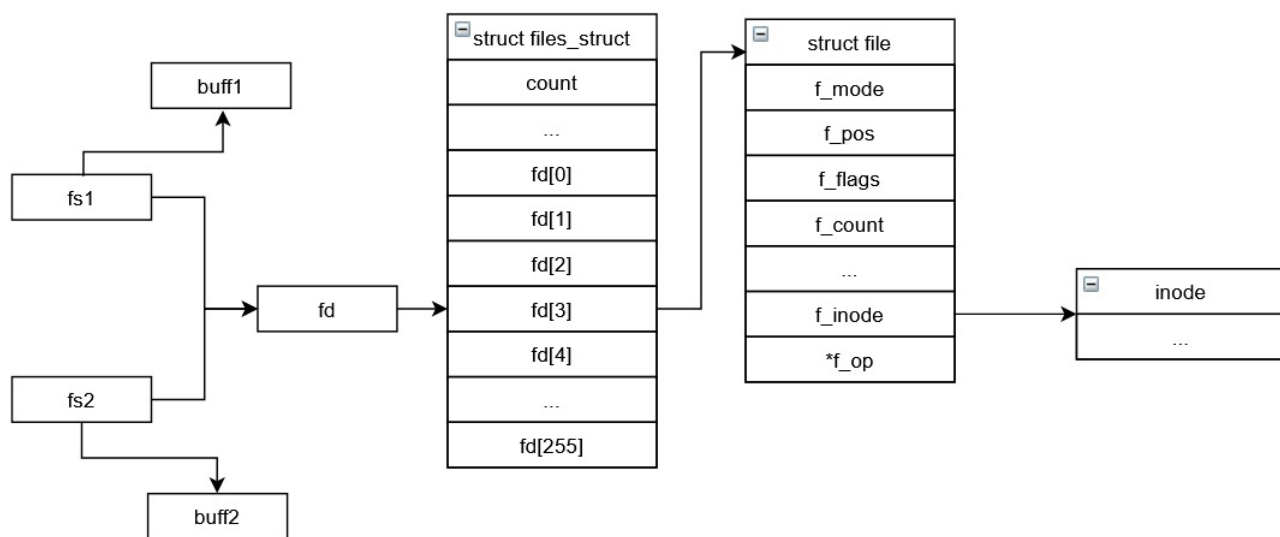 buff1
fs1
fs2
buff2
fd
struct files_struct
count
...
fd[0]
fd[1]
fd[2]
fd[3]
fd[4]
...
fd[255]
struct file
f_mode
f_pos
f_flags
f_count
...
f_inode
*f_op
inode
...